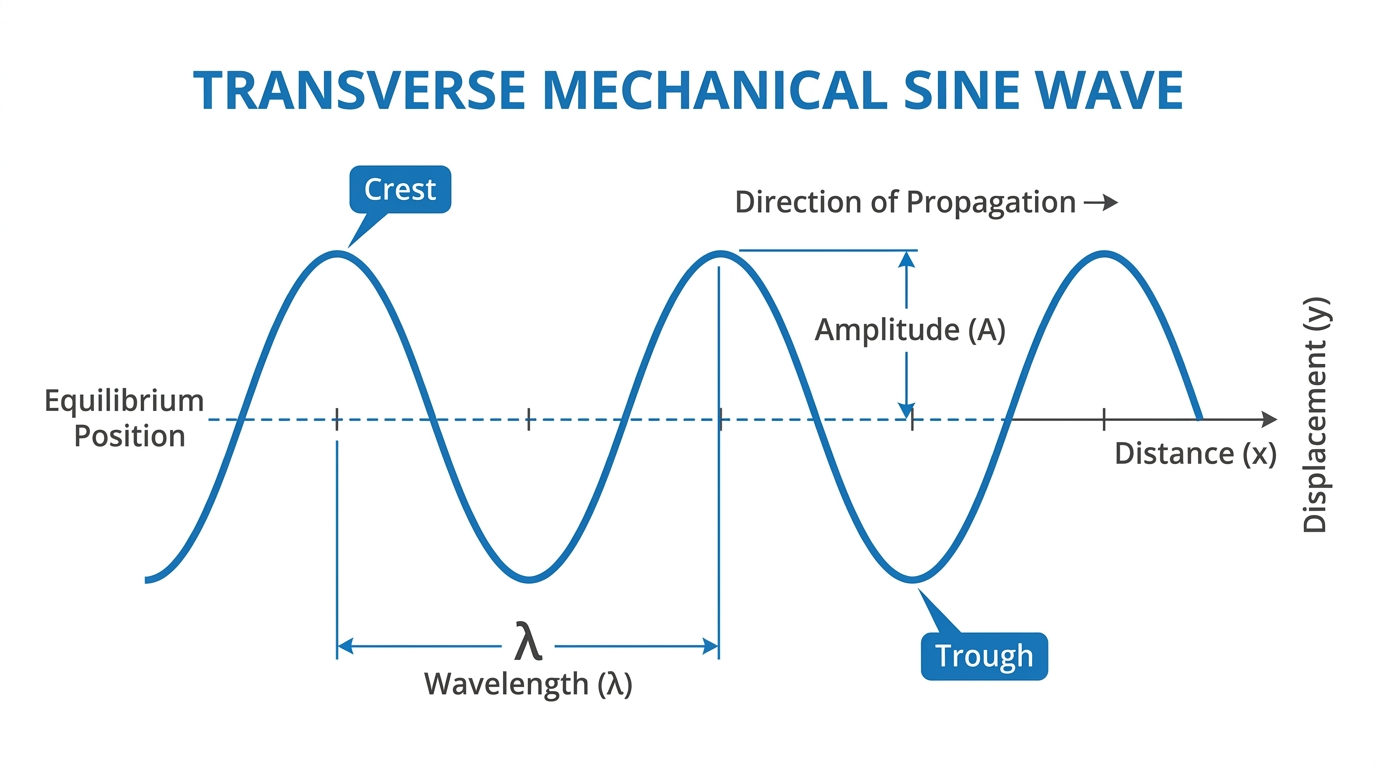 TRANSVERSE MECHANICAL SINE WAVE
Crest
Direction of Propagation →
Amplitude (A)
Equilibrium
Position
Distance (x)
Displacement (y)
λ
Wavelength (λ)
Trough